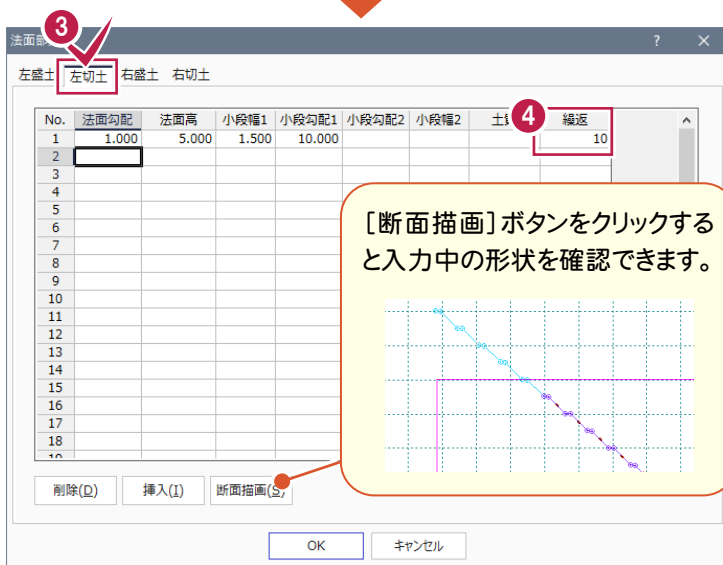 3
法面部
? ×
左盛土 左切土 右盛土 右切土
No. 法面勾配 法面高 小段幅1 小段勾配1 小段勾配2 小段幅2 土 繰返
1 1.000 5.000 1.500 10.000 10
4
2
3
4
5
6
7
8
9
10
11
12
13
14
15
16
17
18
[断面描画]ボタンをクリックする
と入力中の形状を確認できます。
削除(D) 挿入(I) 断面描画(S)
OK キャンセル